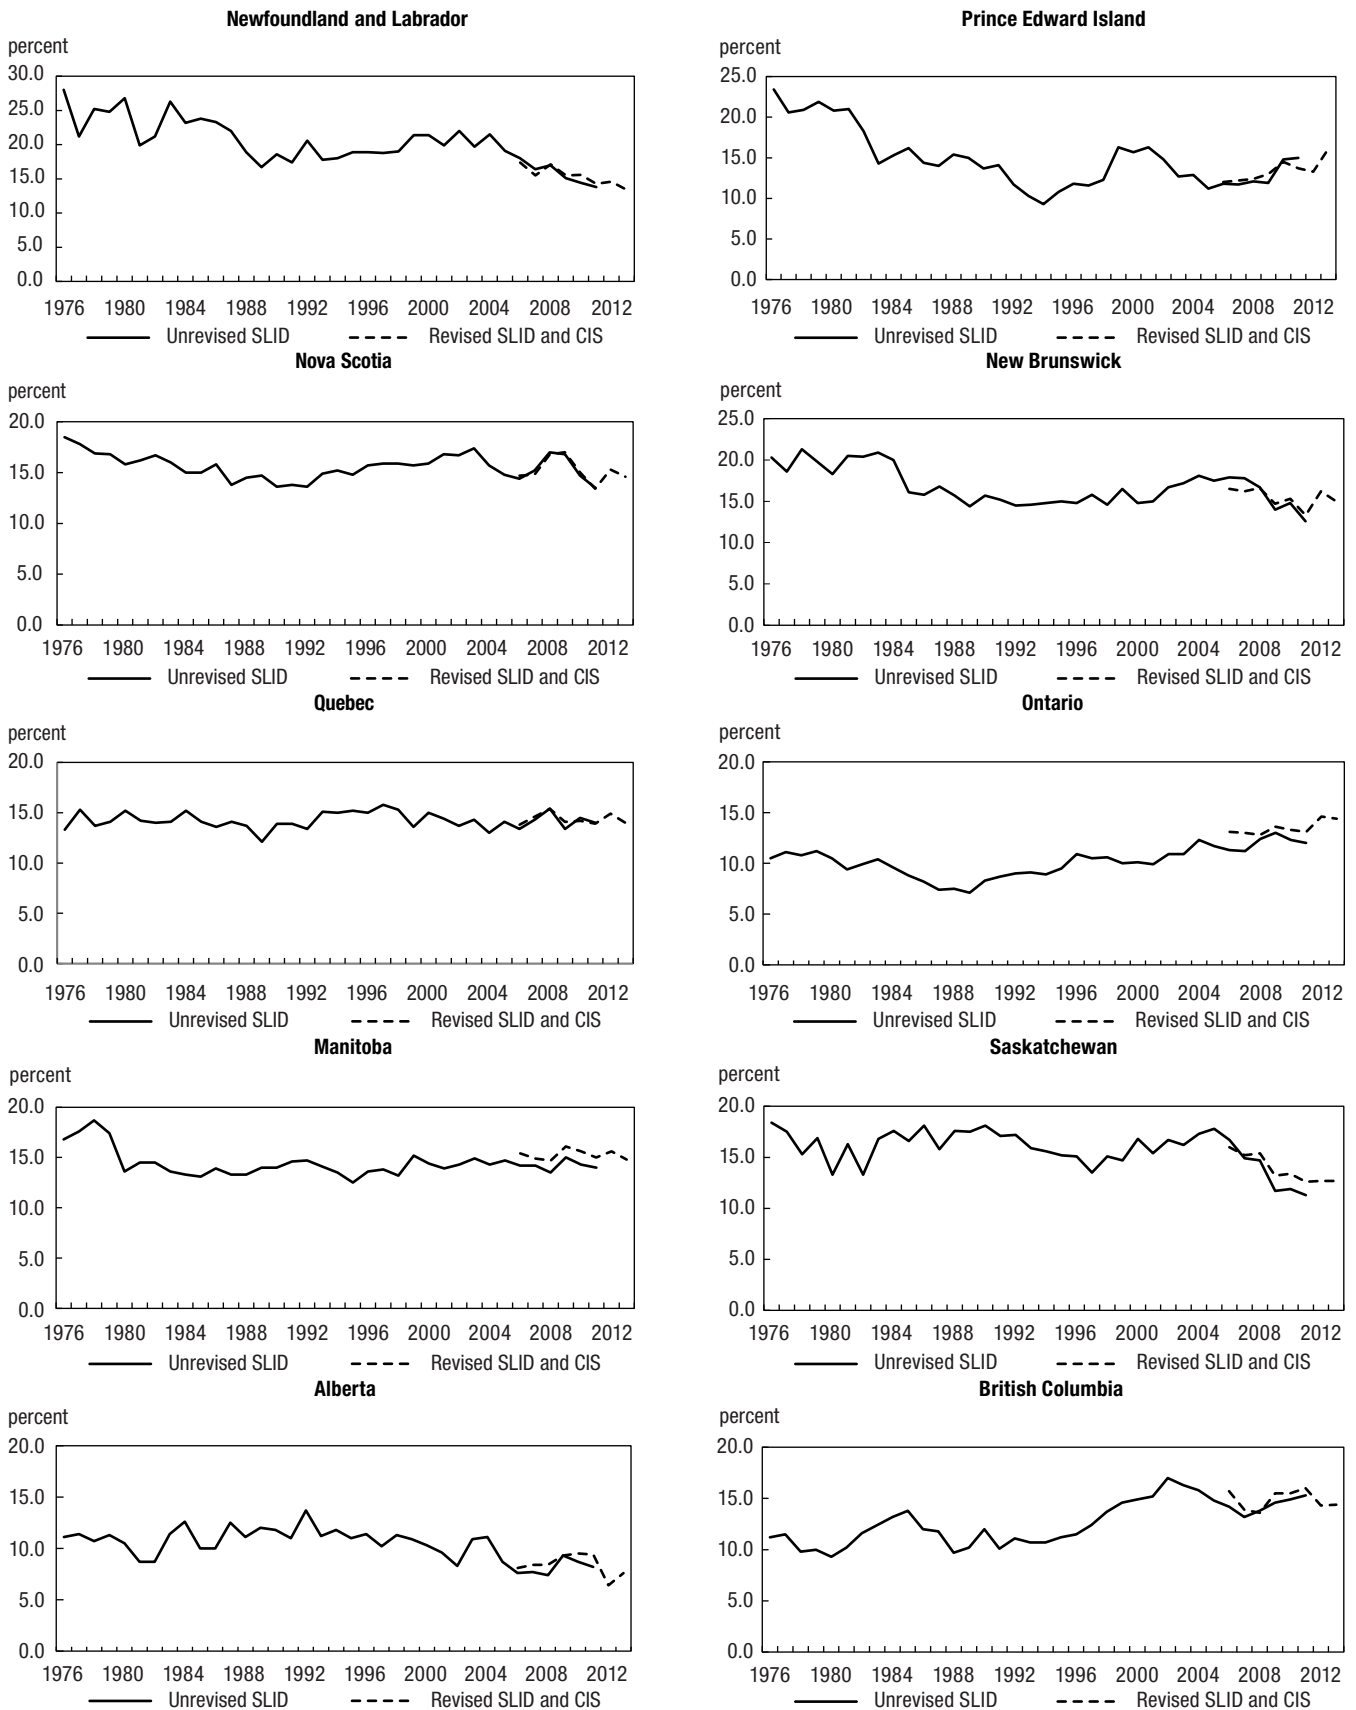 Newfoundland and Labrador
percent
30.0
25.0
20.0
15.0
10.0
5.0
0.0
1976 1980 1984 1988 1992 1996 2000 2004 2008 2012
Unrevised SLID Revised SLID and CIS
Prince Edward Island
percent
25.0
20.0
15.0
10.0
5.0
0.0
1976 1980 1984 1988 1992 1996 2000 2004 2008 2012
Unrevised SLID Revised SLID and CIS
Nova Scotia
percent
20.0
15.0
10.0
5.0
0.0
1976 1980 1984 1988 1992 1996 2000 2004 2008 2012
Unrevised SLID Revised SLID and CIS
New Brunswick
percent
25.0
20.0
15.0
10.0
5.0
0.0
1976 1980 1984 1988 1992 1996 2000 2004 2008 2012
Unrevised SLID Revised SLID and CIS
Quebec
percent
20.0
15.0
10.0
5.0
0.0
1976 1980 1984 1988 1992 1996 2000 2004 2008 2012
Unrevised SLID Revised SLID and CIS
Ontario
percent
20.0
15.0
10.0
5.0
0.0
1976 1980 1984 1988 1992 1996 2000 2004 2008 2012
Unrevised SLID Revised SLID and CIS
Manitoba
percent
20.0
15.0
10.0
5.0
0.0
1976 1980 1984 1988 1992 1996 2000 2004 2008 2012
Unrevised SLID Revised SLID and CIS
Saskatchewan
percent
20.0
15.0
10.0
5.0
0.0
1976 1980 1984 1988 1992 1996 2000 2004 2008 2012
Unrevised SLID Revised SLID and CIS
Alberta
percent
20.0
15.0
10.0
5.0
0.0
1976 1980 1984 1988 1992 1996 2000 2004 2008 2012
Unrevised SLID Revised SLID and CIS
British Columbia
percent
20.0
15.0
10.0
5.0
0.0
1976 1980 1984 1988 1992 1996 2000 2004 2008 2012
Unrevised SLID Revised SLID and CIS